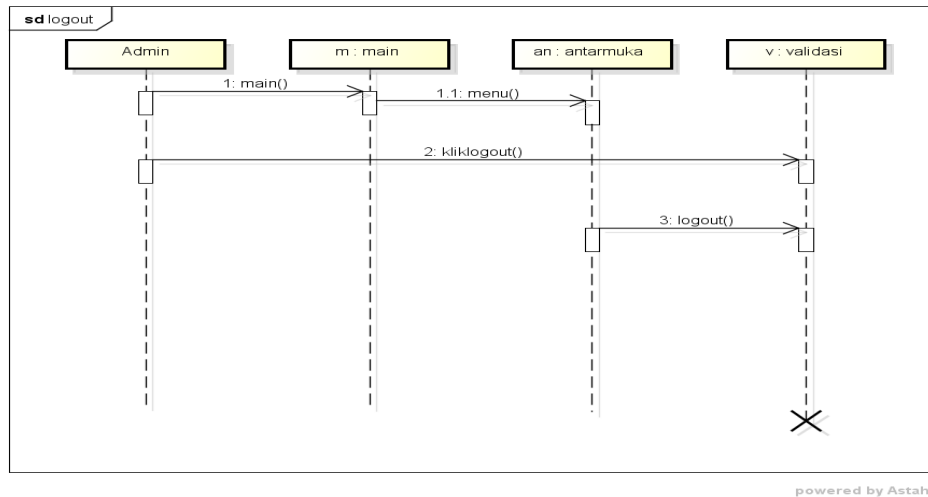 sd logout
Admin
m : main
an : antarmuka
v : validasi
1: main()
1.1: menu()
2: kliklogout()
3: logout()
powered by Astah